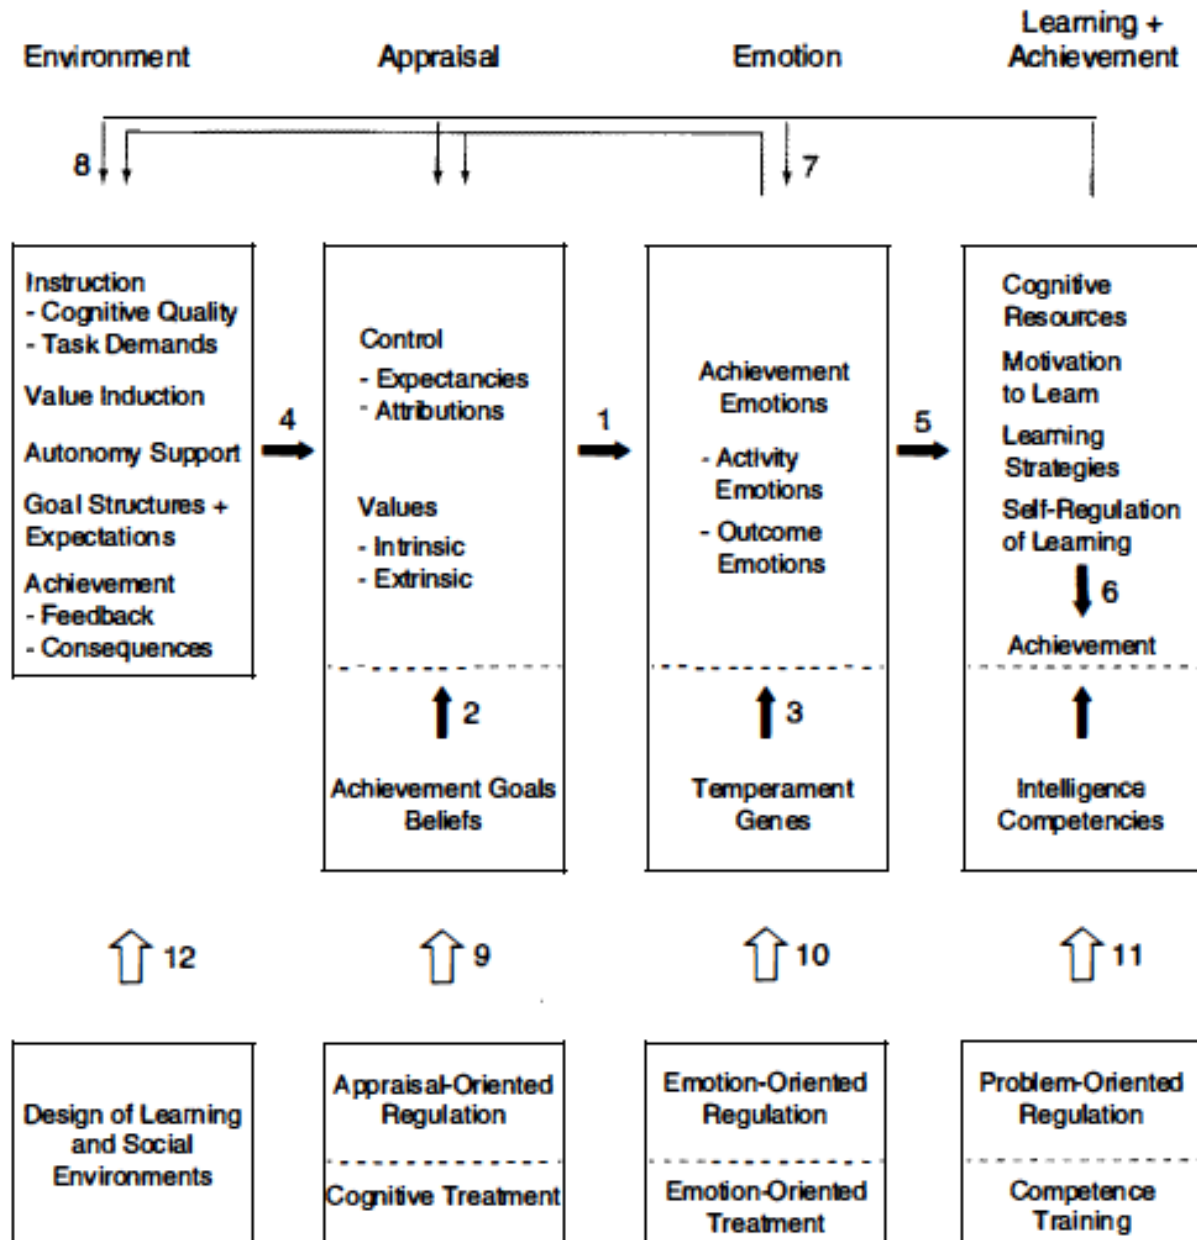 Environment
Appraisal
Emotion
Learning +
Achievement
8
7
Instruction
- Cognitive Quality
- Task Demands
Value Induction
Autonomy Support
Goal Structures +
Expectations
Achievement
- Feedback
- Consequences
4
Control
- Expectancies
- Attributions
Values
- Intrinsic
- Extrinsic
2
Achievement Goals
Beliefs
1
Achievement
Emotions
- Activity
Emotions
- Outcome
Emotions
3
Temperament
Genes
5
Cognitive
Resources
Motivation
to Learn
Learning
Strategies
Self-Regulation
of Learning
6
Achievement
Intelligence
Competencies
12
9
10
11
Design of Learning
and Social
Environments
Appraisal-Oriented
Regulation
Cognitive Treatment
Emotion-Oriented
Regulation
Emotion-Oriented
Treatment
Problem-Oriented
Regulation
Competence
Training